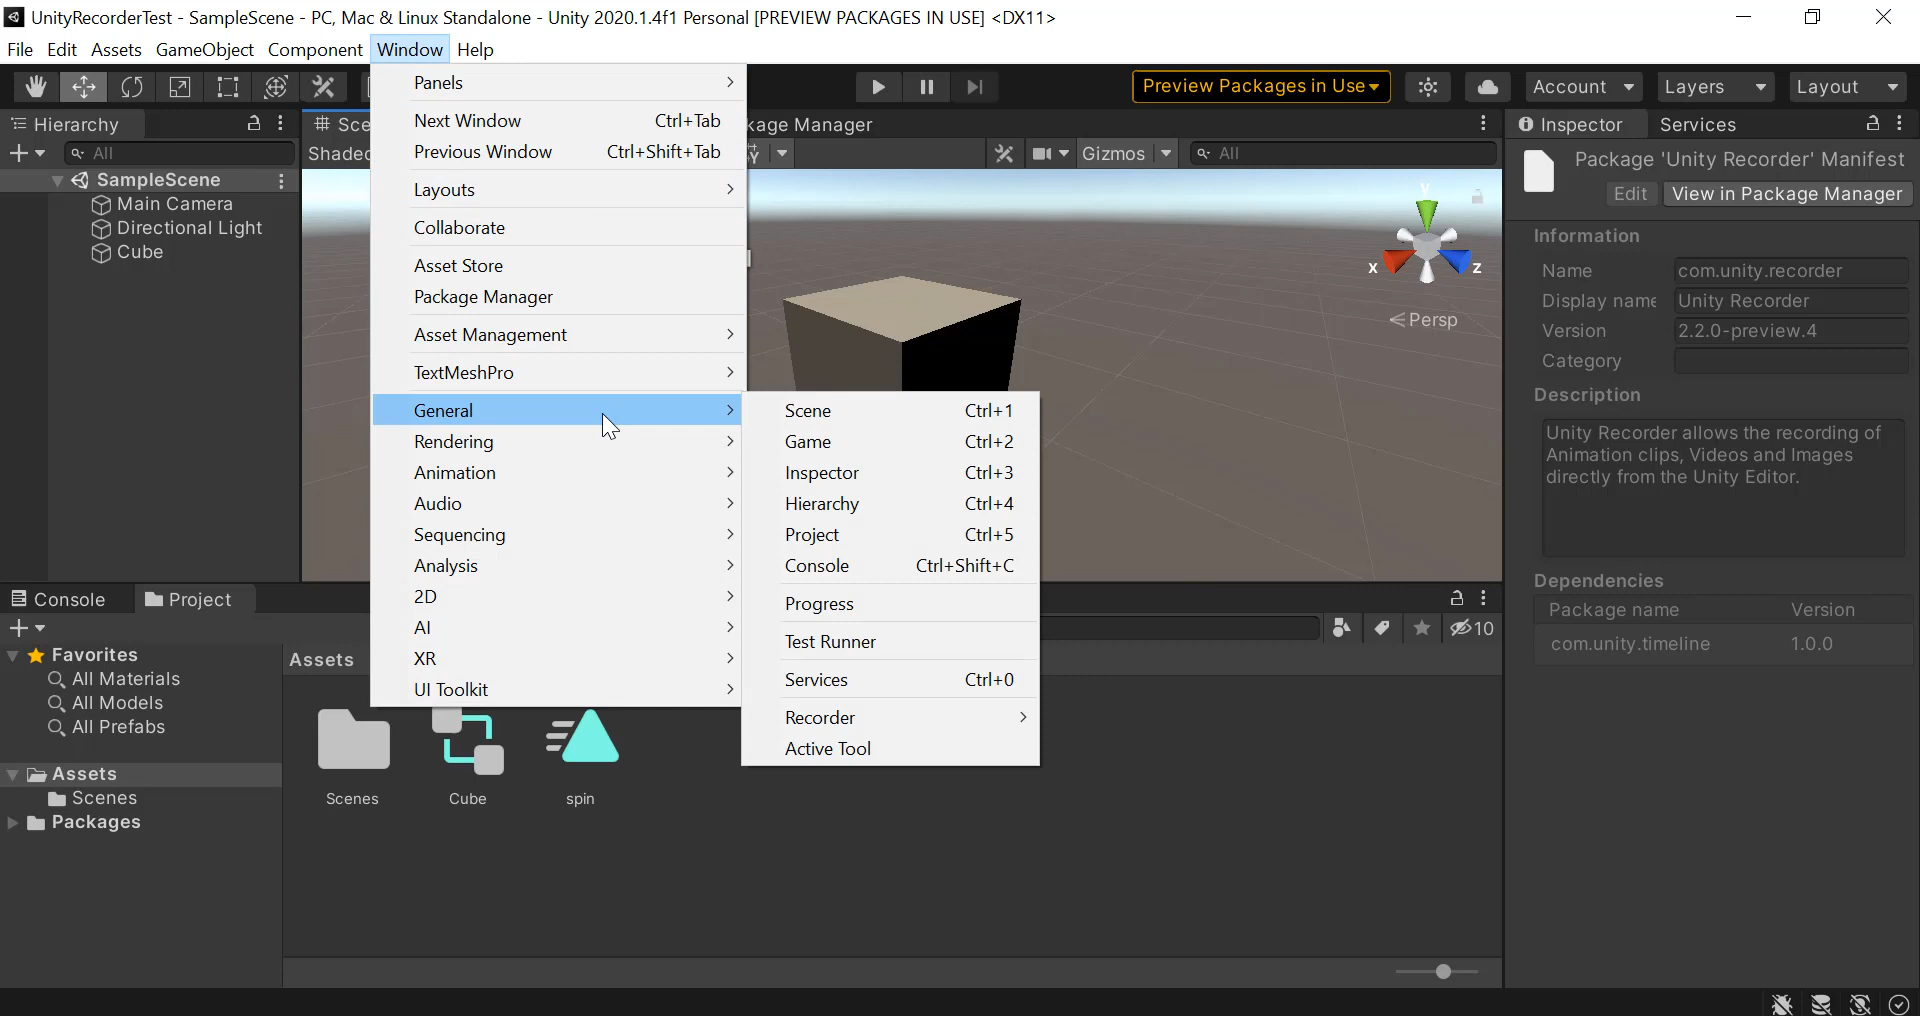 UnityRecorderTest - SampleScene - PC, Mac & Linux Standalone - Unity 2020.1.4f1 Personal [PREVIEW PACKAGES IN USE] <DX11>
File Edit Assets GameObject Component Window Help
Preview Packages in Use
Account
Layers
Layout
Hierarchy
All
SampleScene
Main Camera
Directional Light
Cube
Sce
kage Manager
Shaded
Gizmos
All
Y
X
Z
Persp
Panels
Next Window Ctrl+Tab
Previous Window Ctrl+Shift+Tab
Layouts
Collaborate
Asset Store
Package Manager
Asset Management
TextMeshPro
General
Rendering
Animation
Audio
Sequencing
Analysis
2D
AI
XR
UI Toolkit
Scene Ctrl+1
Game Ctrl+2
Inspector Ctrl+3
Hierarchy Ctrl+4
Project Ctrl+5
Console Ctrl+Shift+C
Progress
Test Runner
Services Ctrl+0
Recorder
Active Tool
Inspector
Services
Package 'Unity Recorder' Manifest
Edit
View in Package Manager
Information
Name com.unity.recorder
Display name Unity Recorder
Version 2.2.0-preview.4
Category
Description
Unity Recorder allows the recording of
Animation clips, Videos and Images
directly from the Unity Editor.
Dependencies
Package name Version
com.unity.timeline 1.0.0
Console
Project
10
Favorites
All Materials
All Models
All Prefabs
Assets
Scenes
Packages
Assets
Scenes
Cube
spin